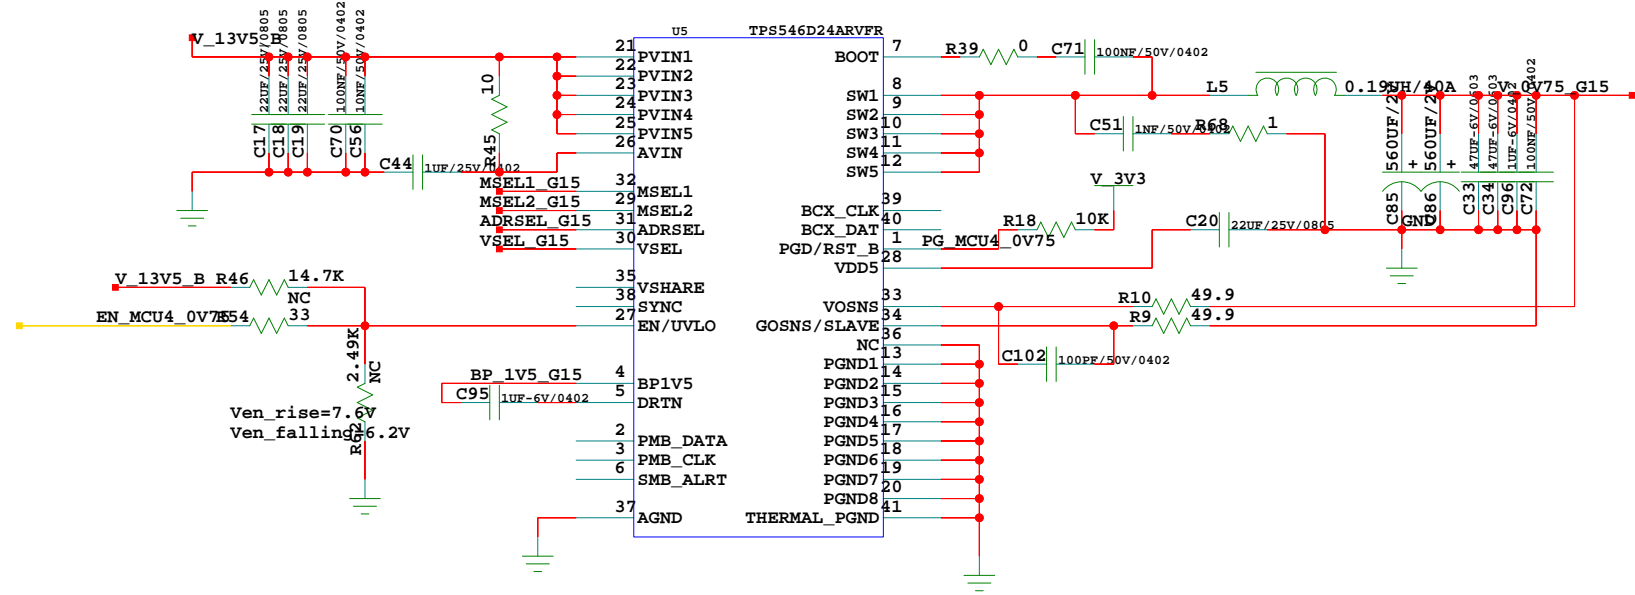 U5
TPS546D24ARVFR
V_13V5_B
22UF/25V/0805
22UF/25V/0805
22UF/25V/0805
100NF/50V/0402
10NF/50V/0402
C17
C18
C19
C70
C56
C44
1UF/25V/0402
10
R45
21 PVIN1
22 PVIN2
23 PVIN3
24 PVIN4
25 PVIN5
26 AVIN
MSEL1_G15 32 MSEL1
MSEL2_G15 29 MSEL2
ADRSEL_G15 31 ADRSEL
VSEL_G15 30 VSEL
35 VSHARE
38 SYNC
27 EN/UVLO
V_13V5_B R46 14.7K
NC
EN_MCU4_0V75 R54 33
2.49K
NC
R62
Ven_rise=7.6V
Ven_falling=6.2V
BP_1V5_G15 4 BP1V5
C95 1UF-6V/0402 5 DRTN
2 PMB_DATA
3 PMB_CLK
6 SMB_ALRT
37 AGND
BOOT 7 R39 0 C71 100NF/50V/0402
SW1 8
SW2 9
SW3 10
SW4 11
SW5 12
L5 0.19UH/40A V_0V75_G15
C51 1NF/50V/0402 R68 1
BCX_CLK 39
BCX_DAT 40
PGD/RST_B 1 PG_MCU4_0V75
VDD5 28
V_3V3
R18 10K
C20 22UF/25V/0805
GND
C85
C86
C33
C34
C96
C72
47UF-6V/0603
47UF-6V/0603
1UF-6V/0402
100NF/50V/0402
VOSNS 33 R10 49.9
GOSNS/SLAVE 34 R9 49.9
C102 100PF/50V/0402
NC 36
PGND1 13
PGND2 14
PGND3 15
PGND4 16
PGND5 17
PGND6 18
PGND7 19
PGND8 20
THERMAL_PGND 41